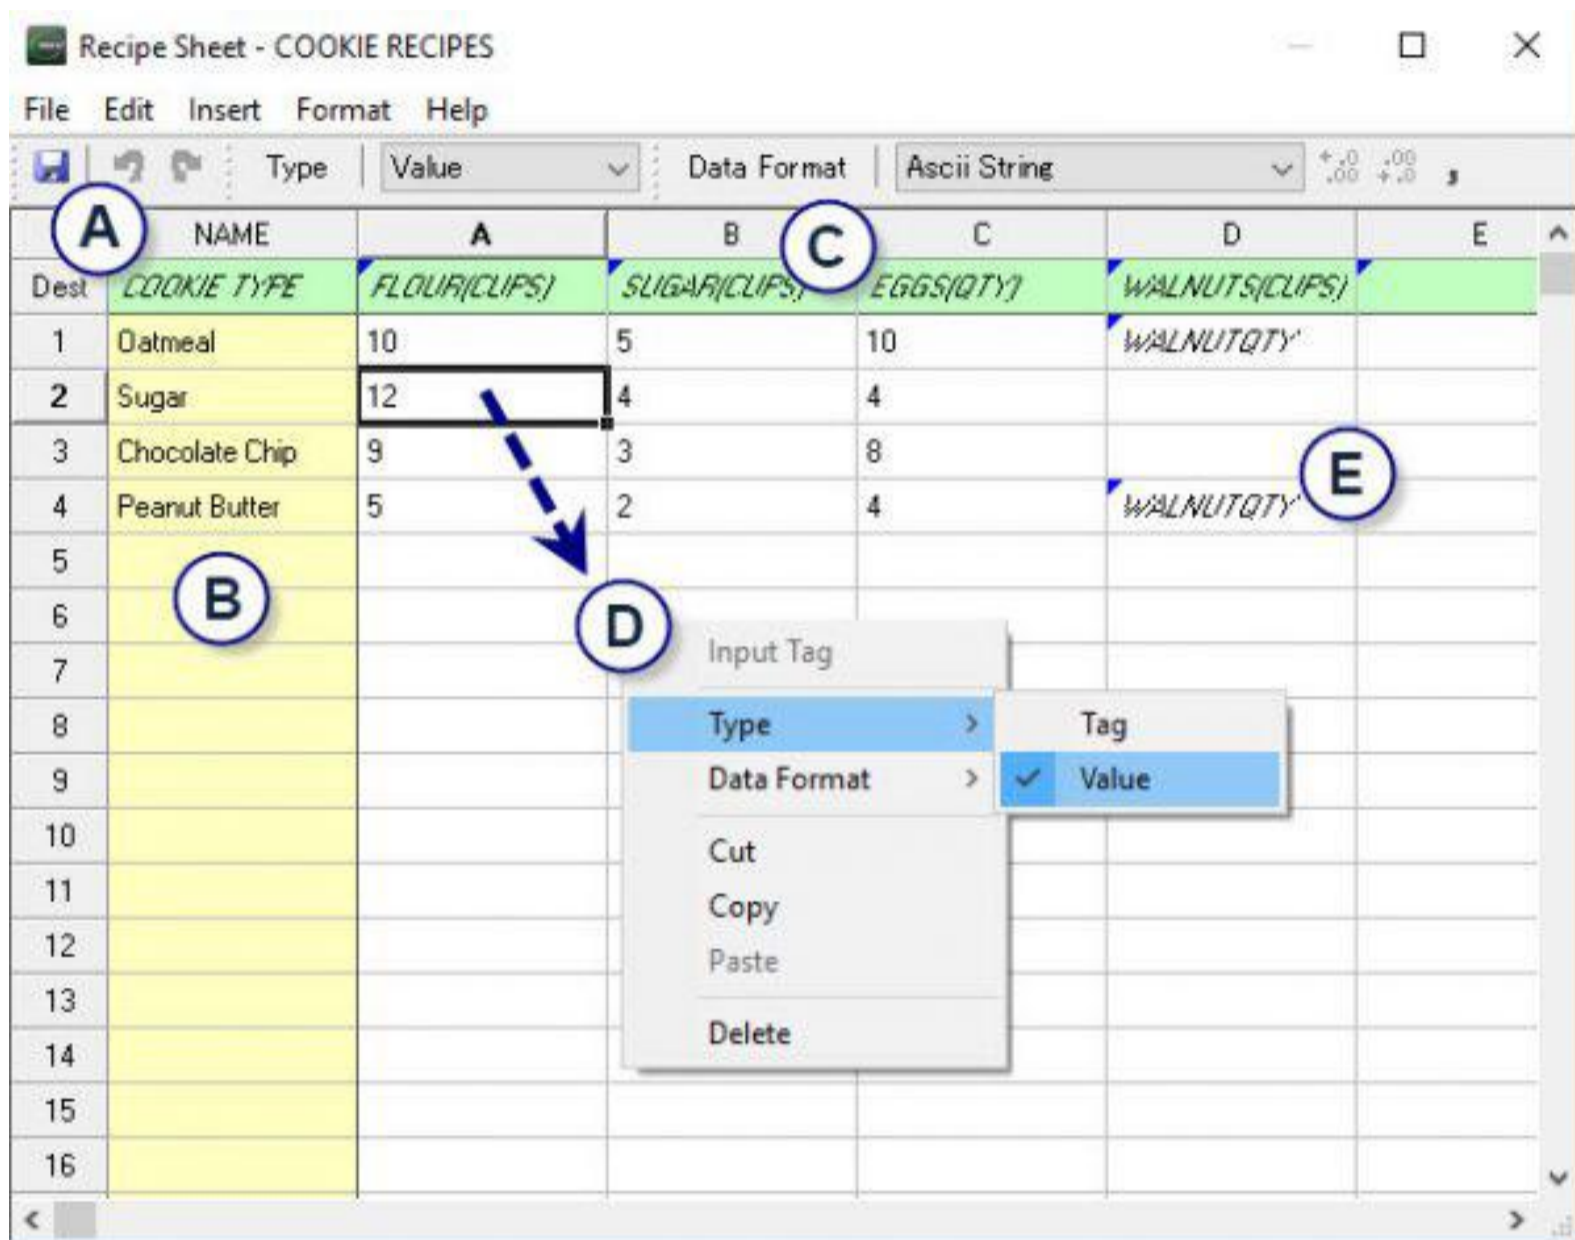 Recipe Sheet - COOKIE RECIPES
File Edit Insert Format Help
Type Value Data Format Ascii String
A NAME A B C C D E
Dest COOKIE TYPE FLOUR(CUPS) SUGAR(CUPS) EGGS(QTY) WALNUTS(CUPS)
1 Oatmeal 10 5 10 WALNUTQTY
2 Sugar 12 4 4
3 Chocolate Chip 9 3 8 E
4 Peanut Butter 5 2 4 WALNUTQTY
5
6 B D
Input Tag
7
8 Type > Tag
9 Data Format > Value
10 Cut
11 Copy
12 Paste
13
14 Delete
15
16